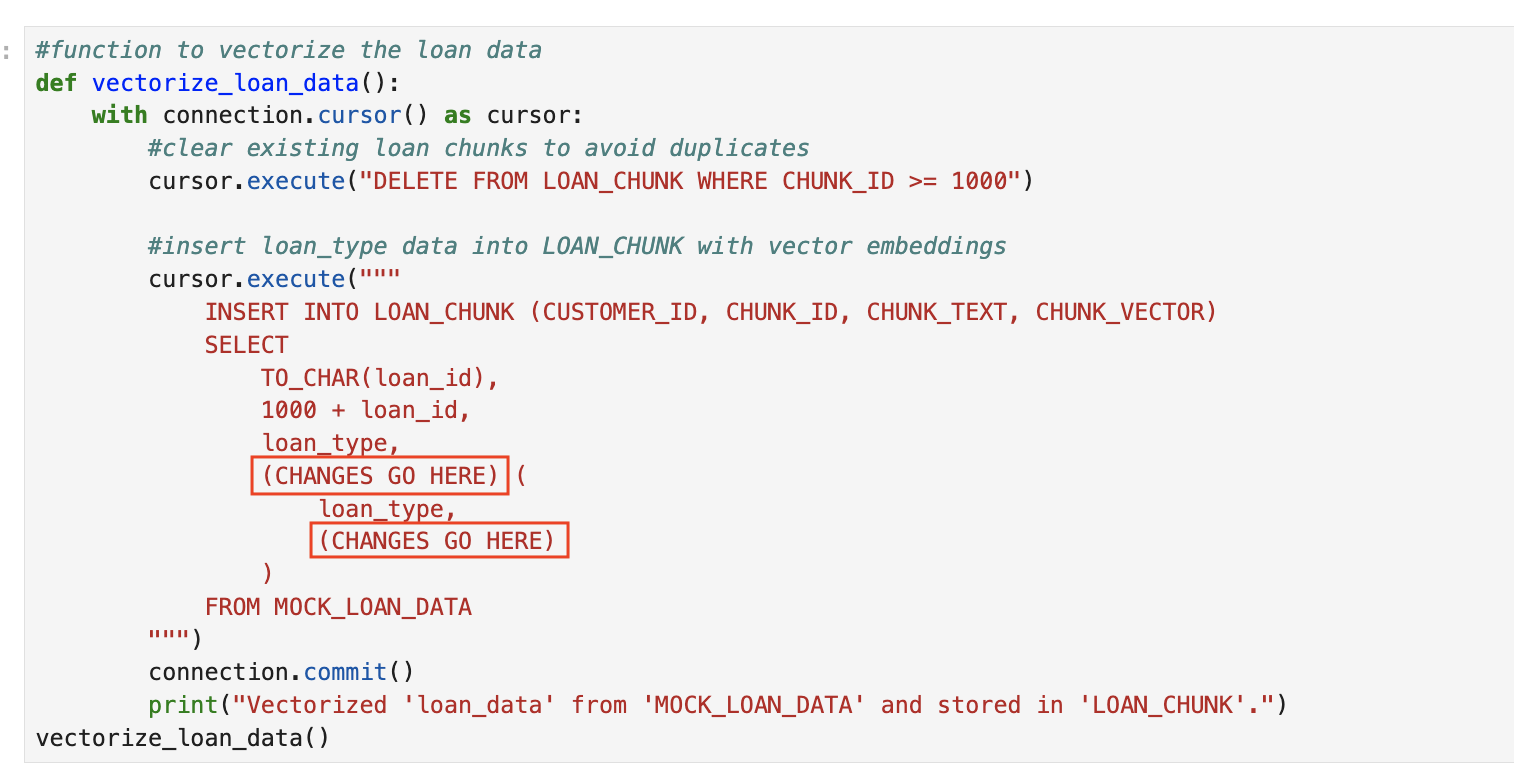 :
#function to vectorize the loan data
def vectorize_loan_data():
    with connection.cursor() as cursor:
        #clear existing loan chunks to avoid duplicates
        cursor.execute("DELETE FROM LOAN_CHUNK WHERE CHUNK_ID >= 1000")

        #insert loan_type data into LOAN_CHUNK with vector embeddings
        cursor.execute("""
            INSERT INTO LOAN_CHUNK (CUSTOMER_ID, CHUNK_ID, CHUNK_TEXT, CHUNK_VECTOR)
            SELECT
                TO_CHAR(loan_id),
                1000 + loan_id,
                loan_type,
                (CHANGES GO HERE) (
                    loan_type,
                    (CHANGES GO HERE)
                )
            FROM MOCK_LOAN_DATA
        """)
        connection.commit()
        print("Vectorized 'loan_data' from 'MOCK_LOAN_DATA' and stored in 'LOAN_CHUNK'.")
vectorize_loan_data()